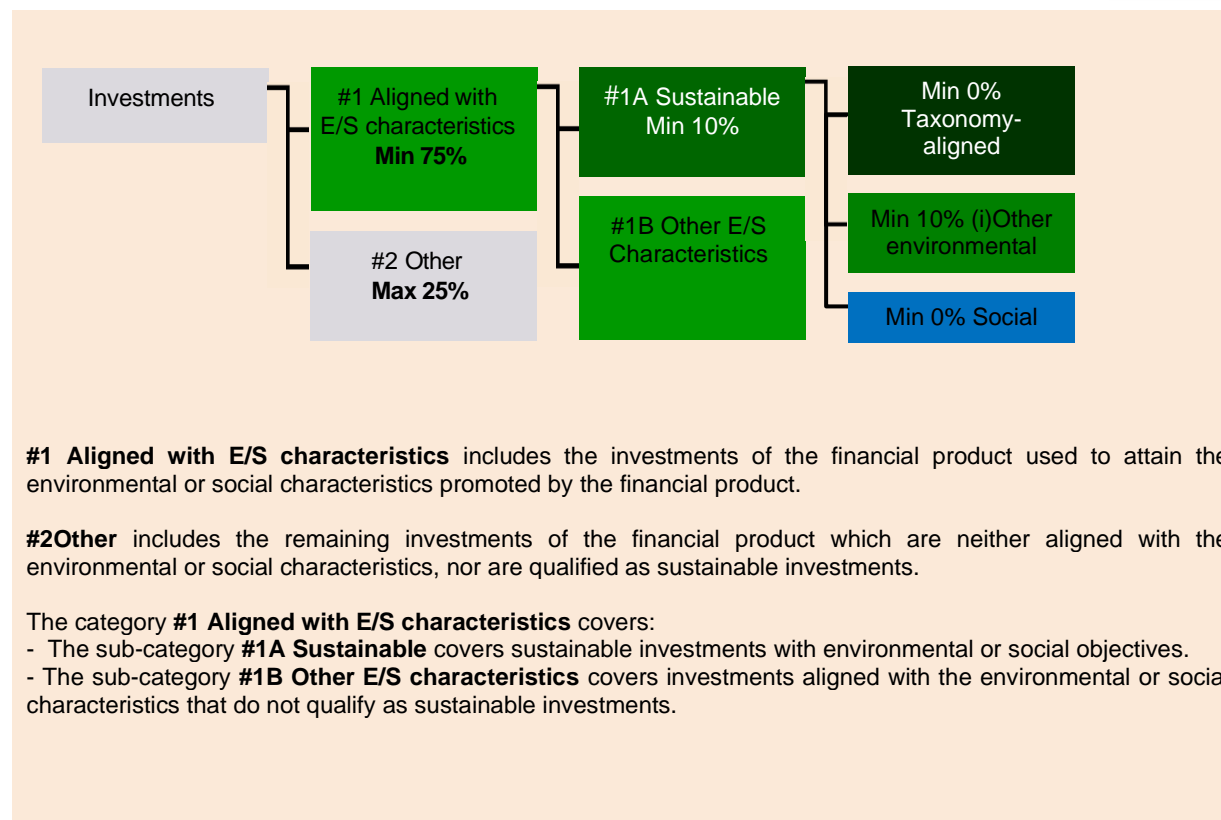 Investments
#1 Aligned with
E/S characteristics
Min 75%
#2 Other
Max 25%
#1A Sustainable
Min 10%
#1B Other E/S
Characteristics
Min 0%
Taxonomy-
aligned
Min 10% (i)Other
environmental
Min 0% Social
#1 Aligned with E/S characteristics includes the investments of the financial product used to attain the
environmental or social characteristics promoted by the financial product.
#2Other includes the remaining investments of the financial product which are neither aligned with the
environmental or social characteristics, nor are qualified as sustainable investments.
The category #1 Aligned with E/S characteristics covers:
- The sub-category #1A Sustainable covers sustainable investments with environmental or social objectives.
- The sub-category #1B Other E/S characteristics covers investments aligned with the environmental or social
characteristics that do not qualify as sustainable investments.